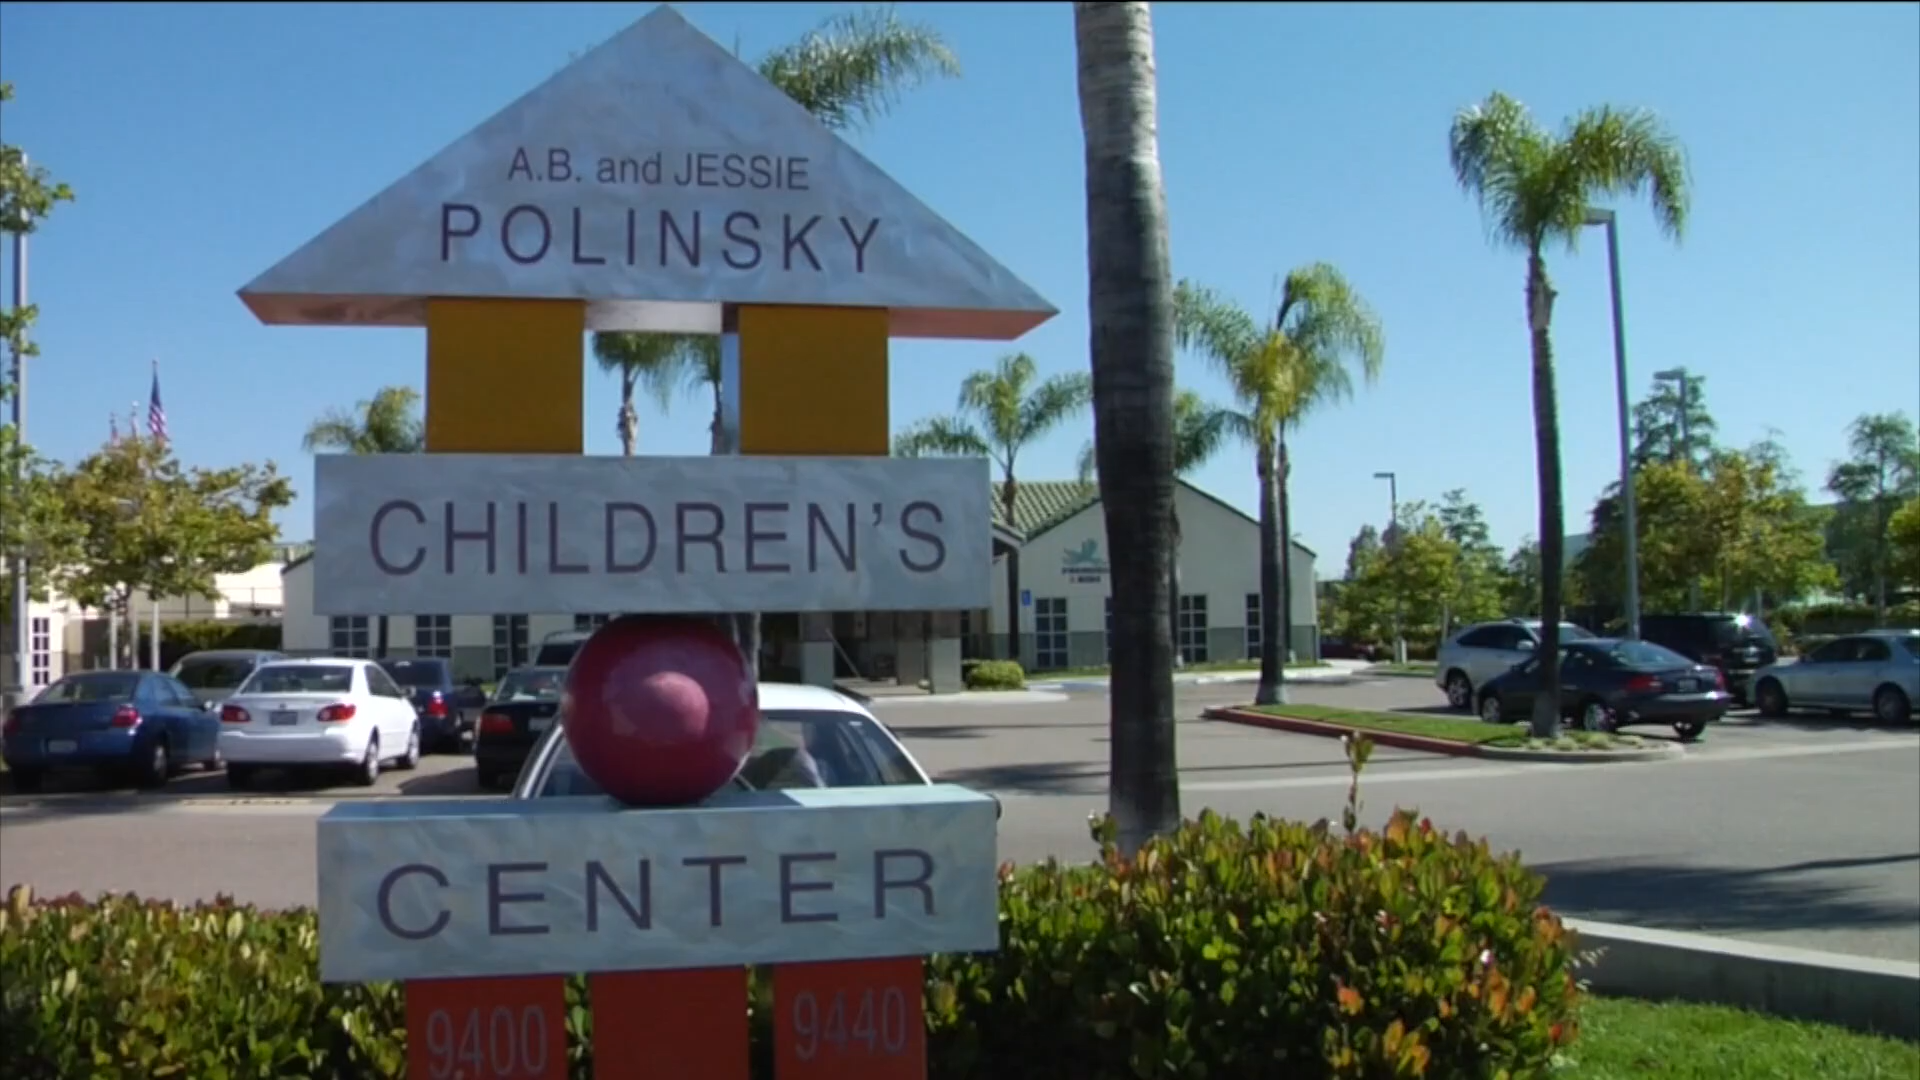 A.B. and JESSIE
POLINSKY
CHILDREN'S
CENTER
9400
9440